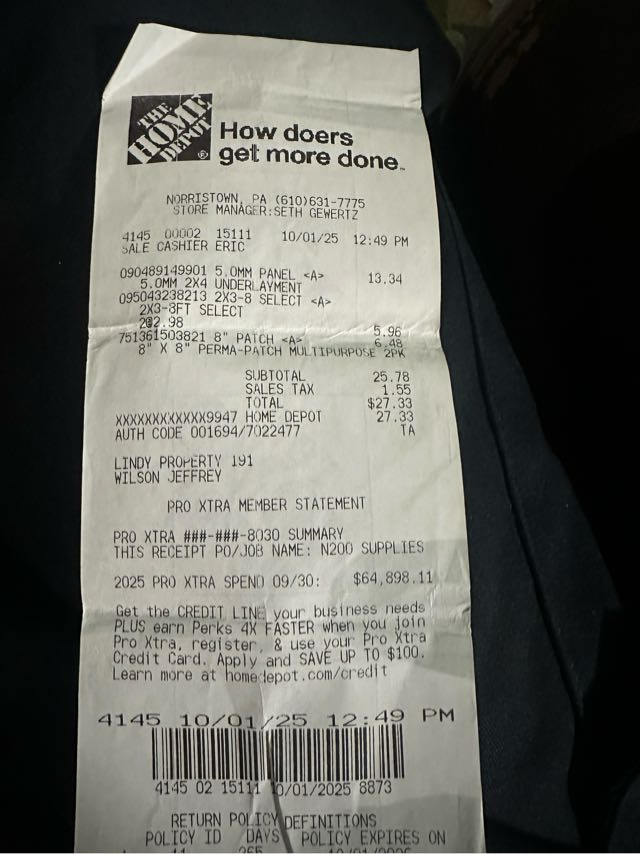 THE
HOME
DEPOT
®
How doers
get more done™
NORRISTOWN, PA (610)631-7775
STORE MANAGER:SETH GEWERTZ
4145 00002 15111 10/01/25 12:49 PM
SALE CASHIER ERIC
090489149901 5.0MM PANEL <A> 13.34
5.0MM 2X4 UNDERLAYMENT
095043238213 2X3-8 SELECT <A>
2X3-8FT SELECT
2@2.98 5.96
751361503821 8" PATCH <A> 6.48
8" X 8" PERMA-PATCH MULTIPURPOSE 2PK
SUBTOTAL 25.78
SALES TAX 1.55
TOTAL $27.33
XXXXXXXXXXXX9947 HOME DEPOT 27.33
AUTH CODE 001694/7022477 TA
LINDY PROPERTY 191
WILSON JEFFREY
PRO XTRA MEMBER STATEMENT
PRO XTRA ###-###-8030 SUMMARY
THIS RECEIPT PO/JOB NAME: N200 SUPPLIES
2025 PRO XTRA SPEND 09/30: $64,898.11
Get the CREDIT LINE your business needs
PLUS earn Perks 4X FASTER when you join
Pro Xtra, register, & use your Pro Xtra
Credit Card. Apply and SAVE UP TO $100.
Learn more at homedepot.com/credit
4145 10/01/25 12:49 PM
4145 02 15111 10/01/2025 8873
RETURN POLICY DEFINITIONS
POLICY ID DAYS POLICY EXPIRES ON